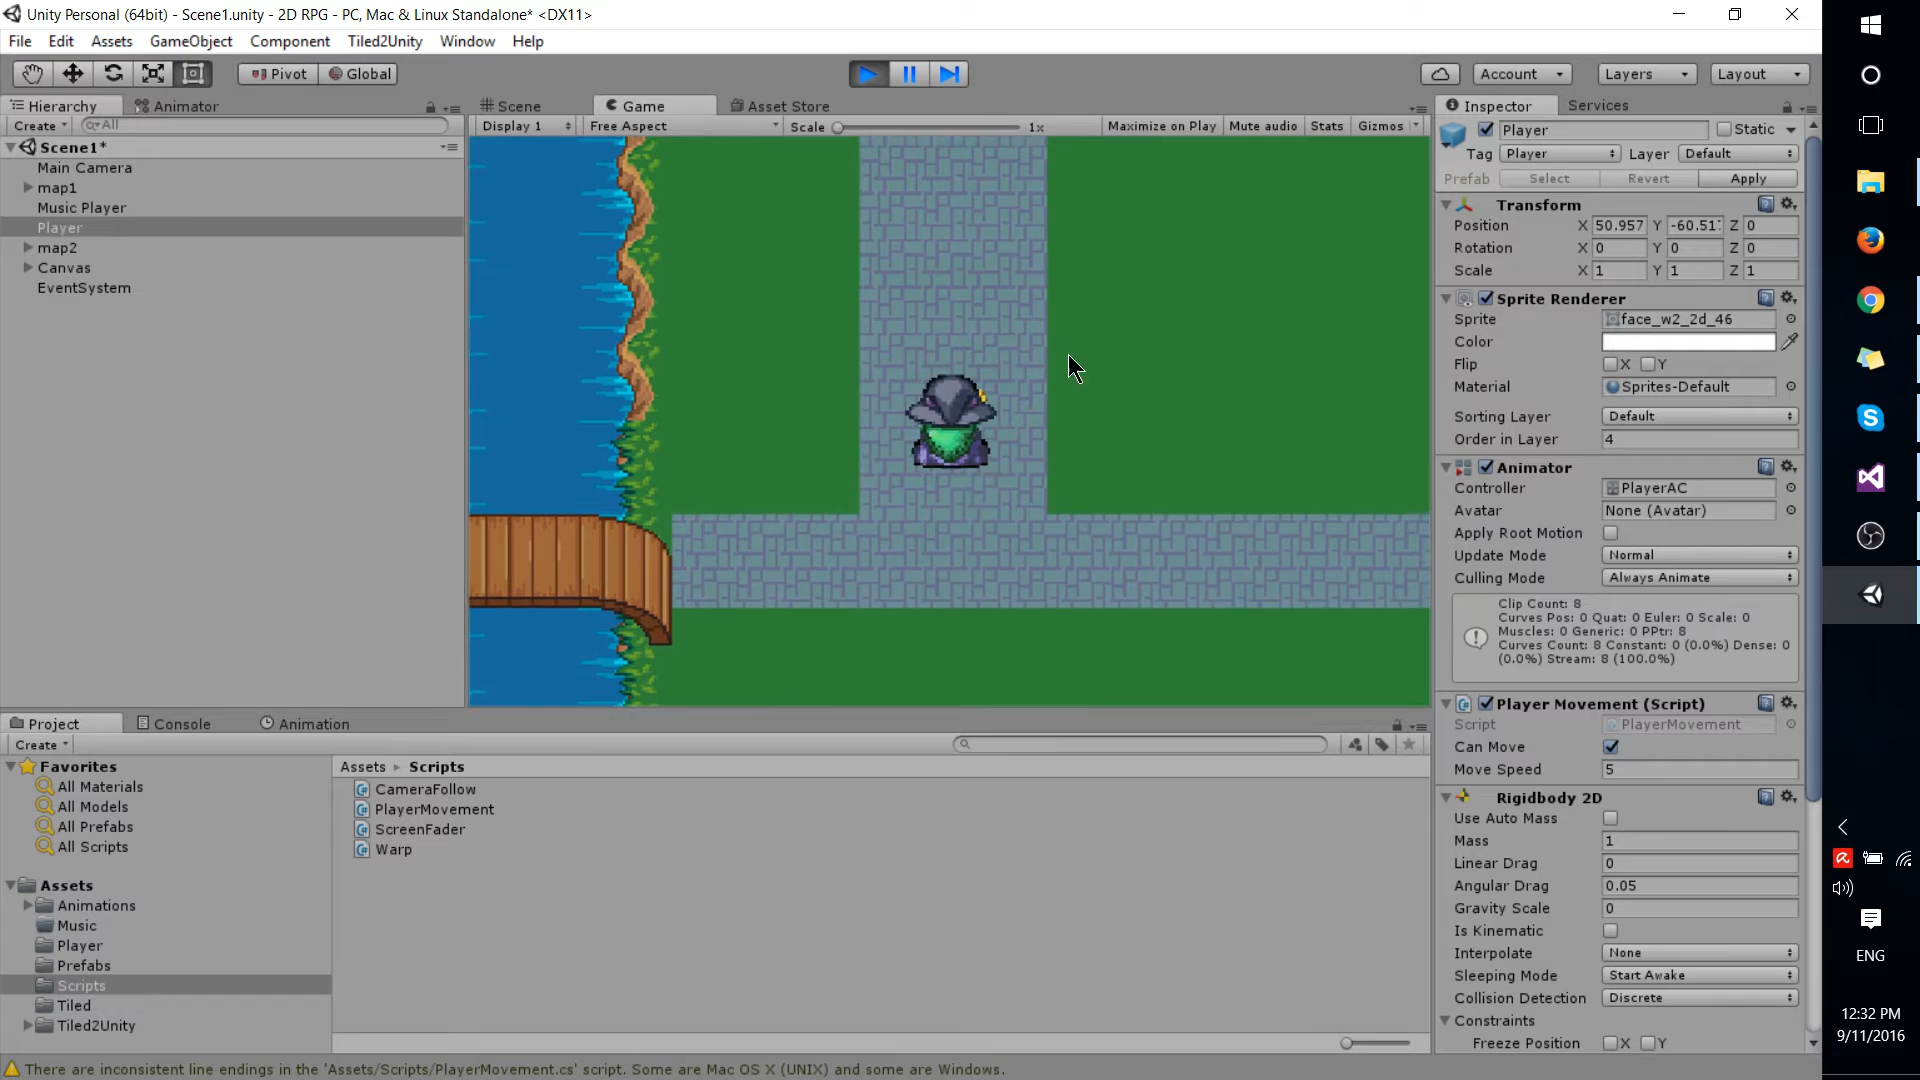 Unity Personal (64bit) - Scene1.unity - 2D RPG - PC, Mac & Linux Standalone* <DX11>
File Edit Assets GameObject Component Tiled2Unity Window Help
Pivot Global Account Layers Layout
Hierarchy Animator
Create All
Scene1*
Main Camera
map1
Music Player
Player
map2
Canvas
EventSystem
Scene Game Asset Store
Display 1 Free Aspect Scale 1x Maximize on Play Mute audio Stats Gizmos
Inspector Services
Player Static
Tag Player Layer Default
Prefab Select Revert Apply
Transform
Position X 50.957 Y -60.51 Z 0
Rotation X 0 Y 0 Z 0
Scale X 1 Y 1 Z 1
Sprite Renderer
Sprite face_w2_2d_46
Color
Flip X Y
Material Sprites-Default
Sorting Layer Default
Order in Layer 4
Animator
Controller PlayerAC
Avatar None (Avatar)
Apply Root Motion
Update Mode Normal
Culling Mode Always Animate
Clip Count: 8
Curves Pos: 0 Quat: 0 Euler: 0 Scale: 0
Muscles: 0 Generic: 0 PPtr: 8
Curves Count: 8 Constant: 0 (0.0%) Dense: 0
(0.0%) Stream: 8 (100.0%)
Player Movement (Script)
Script PlayerMovement
Can Move
Move Speed 5
Rigidbody 2D
Use Auto Mass
Mass 1
Linear Drag 0
Angular Drag 0.05
Gravity Scale 0
Is Kinematic
Interpolate None
Sleeping Mode Start Awake
Collision Detection Discrete
Constraints
Freeze Position X Y
Project Console Animation
Create
Favorites
All Materials
All Models
All Prefabs
All Scripts
Assets
Animations
Music
Player
Prefabs
Scripts
Tiled
Tiled2Unity
Assets Scripts
CameraFollow
PlayerMovement
ScreenFader
Warp
There are inconsistent line endings in the 'Assets/Scripts/PlayerMovement.cs' script. Some are Mac OS X (UNIX) and some are Windows.
ENG
12:32 PM
9/11/2016